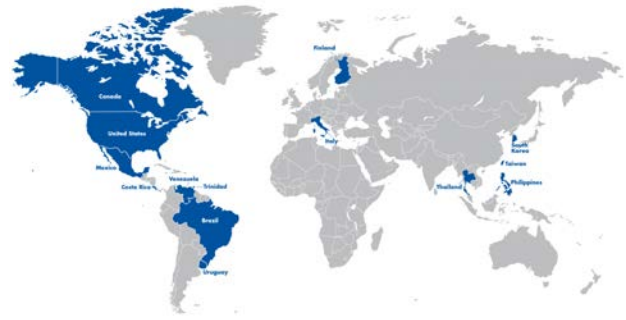 Finland
Canada
United States
Italy
South
Korea
Taiwan
Mexico
Venezuela
Trinidad
Costa Rica
Thailand
Philippines
Brazil
Uruguay